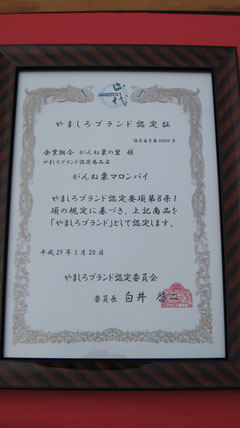 やましろブランド認定証
認定番号第00004号
企業組合 がんね栗の里 様
やましろブランド認定商品名
がんね栗マロンパイ
やましろブランド認定要項第8条1
項の規定に基づき、上記商品を
「やましろブランド」として認定します。
平成29年5月20日
やましろブランド認定委員会
委員長 白井 啓二